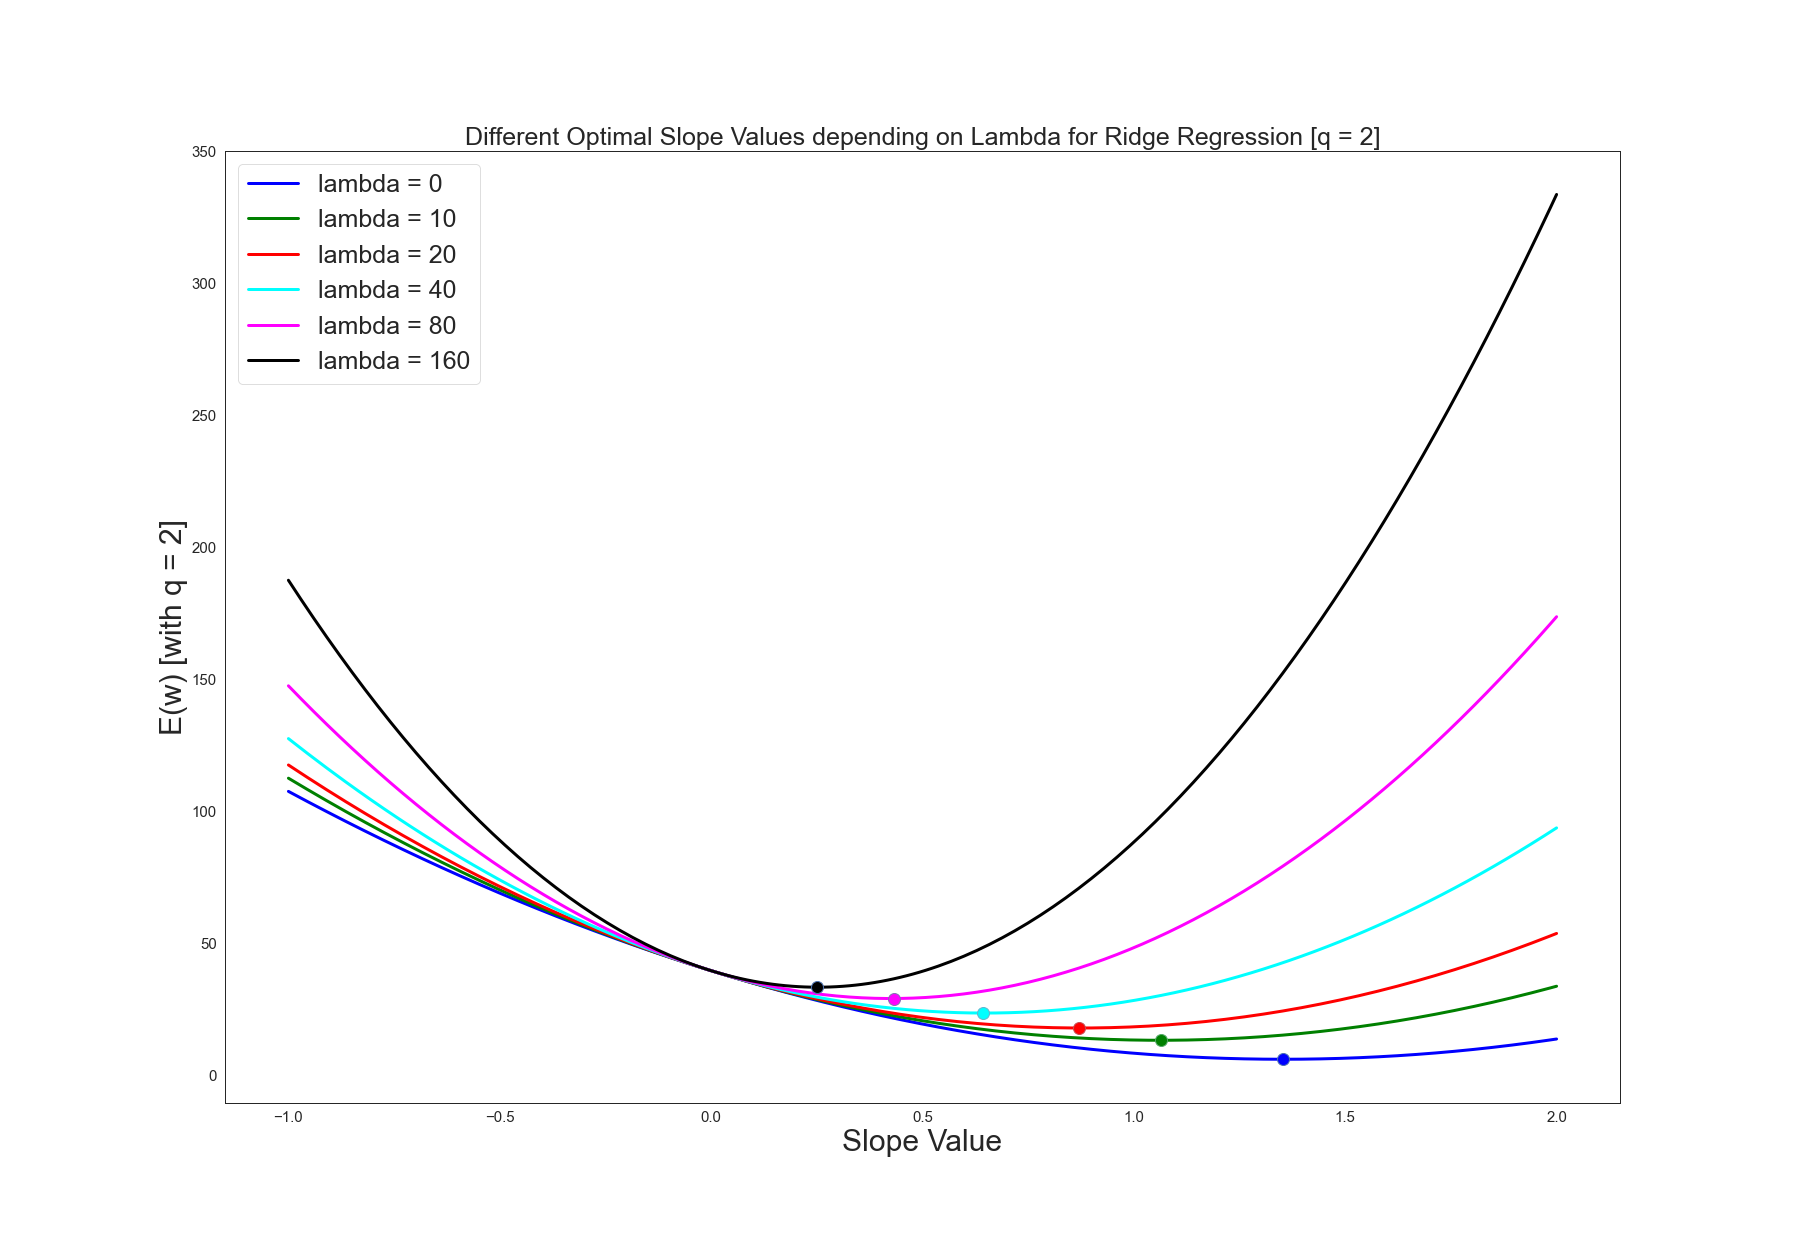 Different Optimal Slope Values depending on Lambda for Ridge Regression [q = 2]
350
300
250
200
150
100
50
0
lambda = 0
lambda = 10
lambda = 20
lambda = 40
lambda = 80
lambda = 160
E(w) [with q = 2]
−1.0 −0.5 0.0 0.5 1.0 1.5 2.0
Slope Value